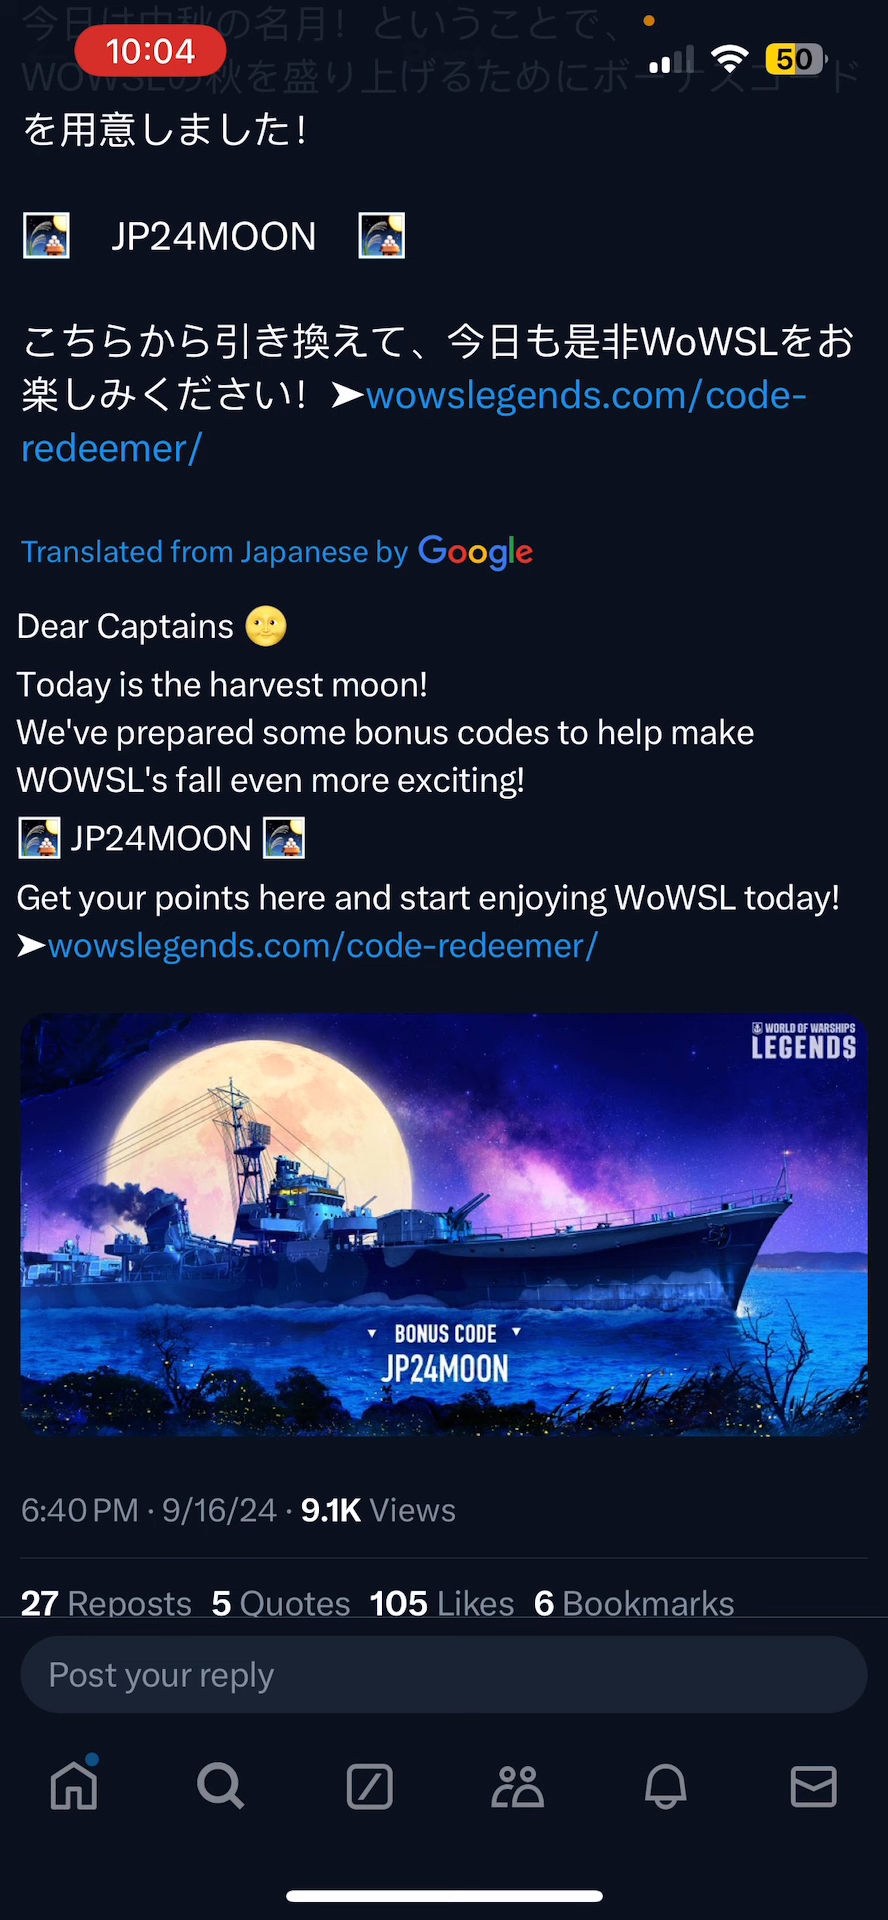 今日は中秋の名月！ということで、
10:04
50
WOWSLの秋を盛り上げるためにボーナスコード
を用意しました！
JP24MOON
こちらから引き換えて、今日も是非WoWSLをお
楽しみください！➤wowslegends.com/code-
redeemer/
Translated from Japanese by Google
Dear Captains 🌝
Today is the harvest moon!
We've prepared some bonus codes to help make
WOWSL's fall even more exciting!
🎑 JP24MOON 🎑
Get your points here and start enjoying WoWSL today!
➤wowslegends.com/code-redeemer/
WORLD OF WARSHIPS
LEGENDS
▼ BONUS CODE ▼
JP24MOON
6:40 PM · 9/16/24 · 9.1K Views
27 Reposts 5 Quotes 105 Likes 6 Bookmarks
Post your reply